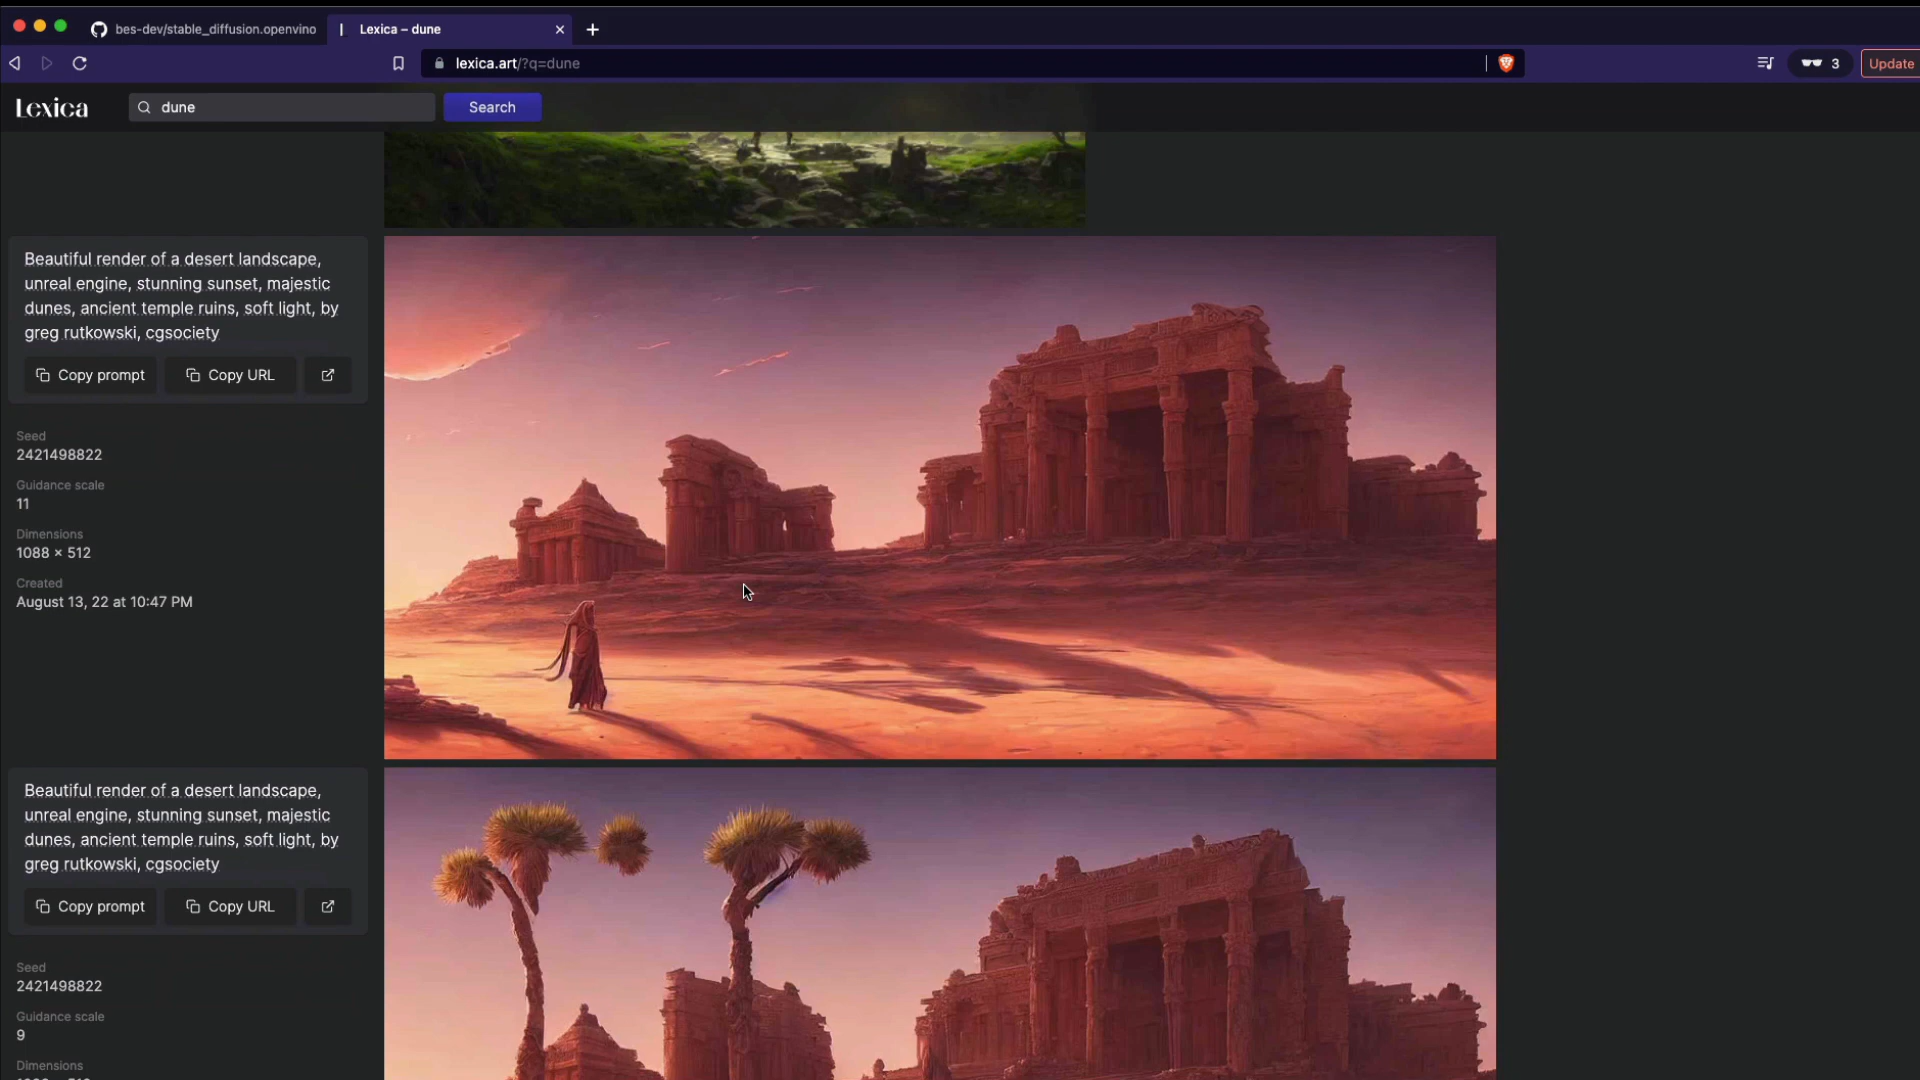 bes-dev/stable_diffusion.openvino
Lexica – dune
lexica.art/?q=dune
3
Update
Lexica
dune
Search
Beautiful render of a desert landscape,
unreal engine, stunning sunset, majestic
dunes, ancient temple ruins, soft light, by
greg rutkowski, cgsociety
Copy prompt
Copy URL
Seed
2421498822
Guidance scale
11
Dimensions
1088 × 512
Created
August 13, 22 at 10:47 PM
Beautiful render of a desert landscape,
unreal engine, stunning sunset, majestic
dunes, ancient temple ruins, soft light, by
greg rutkowski, cgsociety
Copy prompt
Copy URL
Seed
2421498822
Guidance scale
9
Dimensions